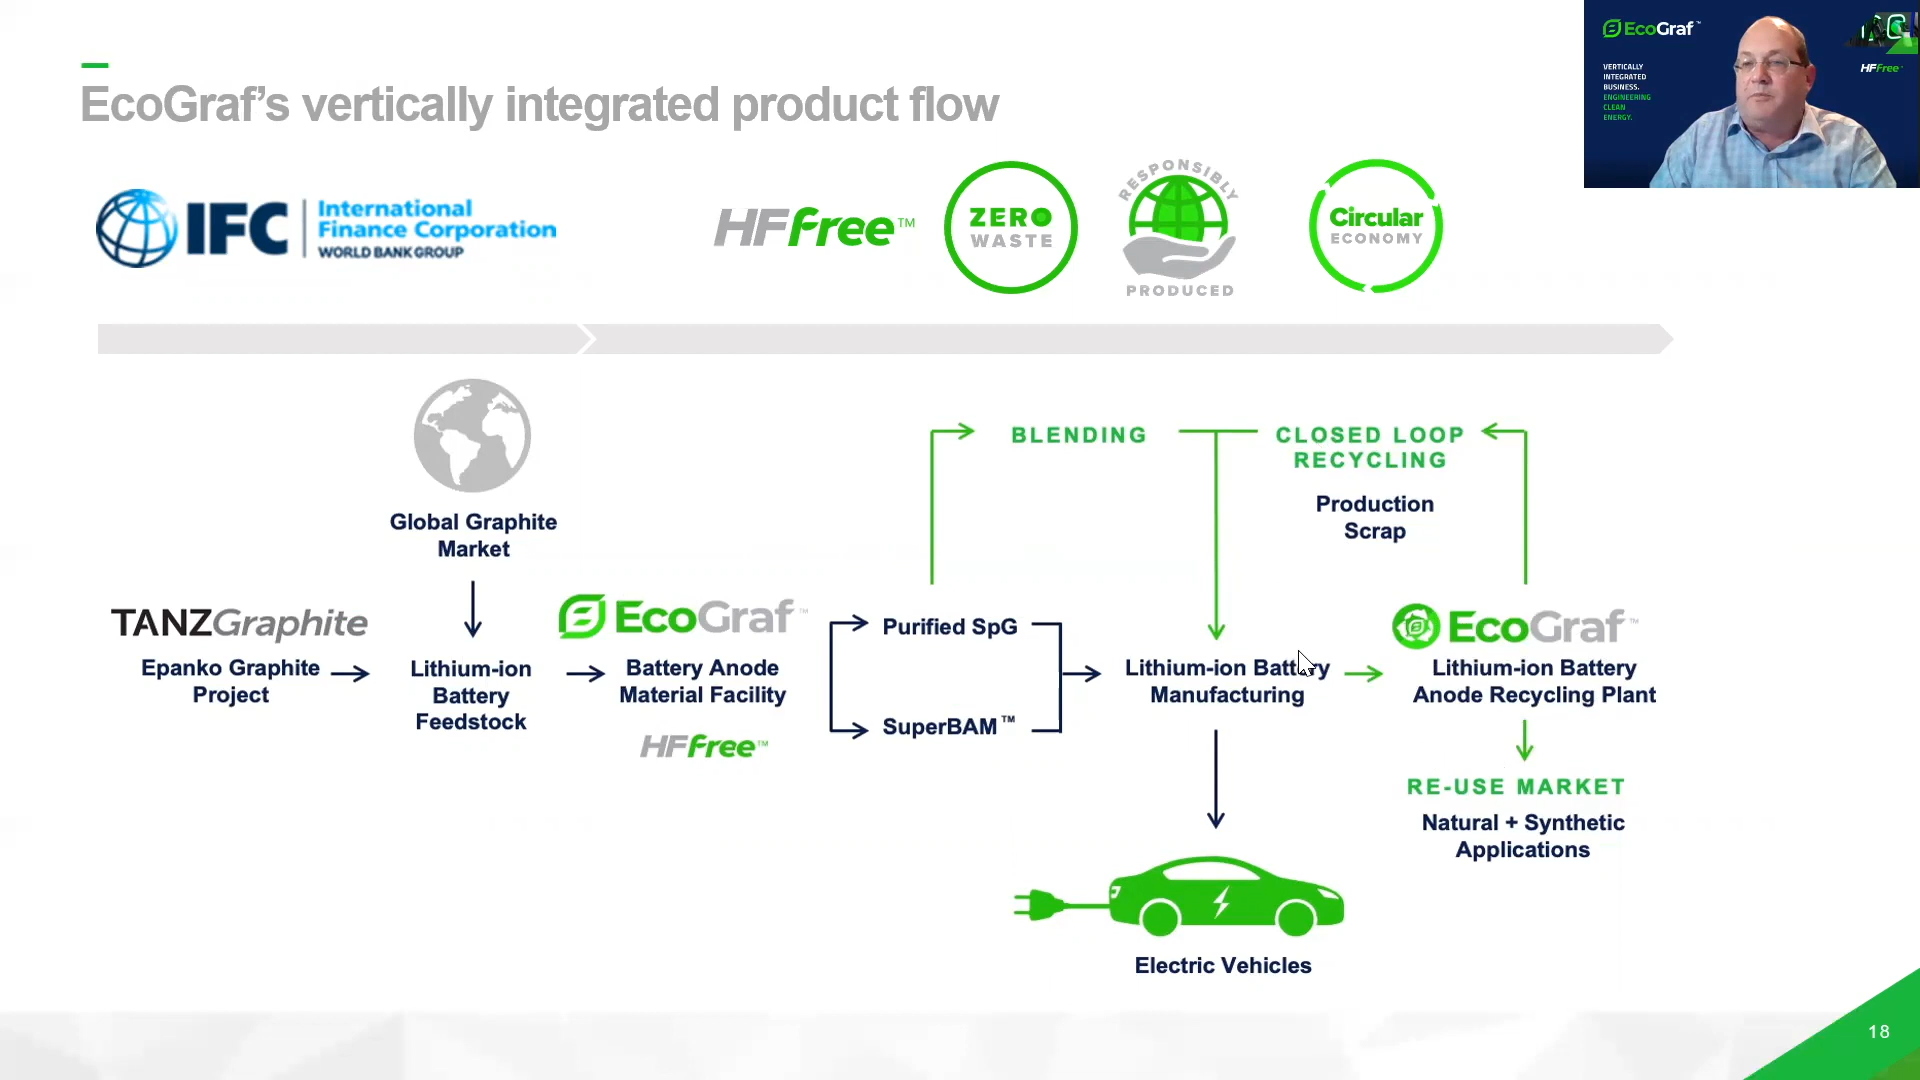 EcoGraf's vertically integrated product flow
EcoGraf™
VERTICALLY
INTEGRATED
BUSINESS.
ENGINEERING
CLEAN
ENERGY.
HFfree
IFC
International
Finance Corporation
WORLD BANK GROUP
HFfree™
ZERO
WASTE
RESPONSIBLY
PRODUCED
Circular
ECONOMY
Global Graphite
Market
BLENDING
CLOSED LOOP
RECYCLING
Production
Scrap
TANZGraphite
Epanko Graphite
Project
Lithium-ion
Battery
Feedstock
EcoGraf™
Battery Anode
Material Facility
HFfree™
Purified SpG
SuperBAM™
Lithium-ion Battery
Manufacturing
EcoGraf™
Lithium-ion Battery
Anode Recycling Plant
RE-USE MARKET
Natural + Synthetic
Applications
Electric Vehicles
18